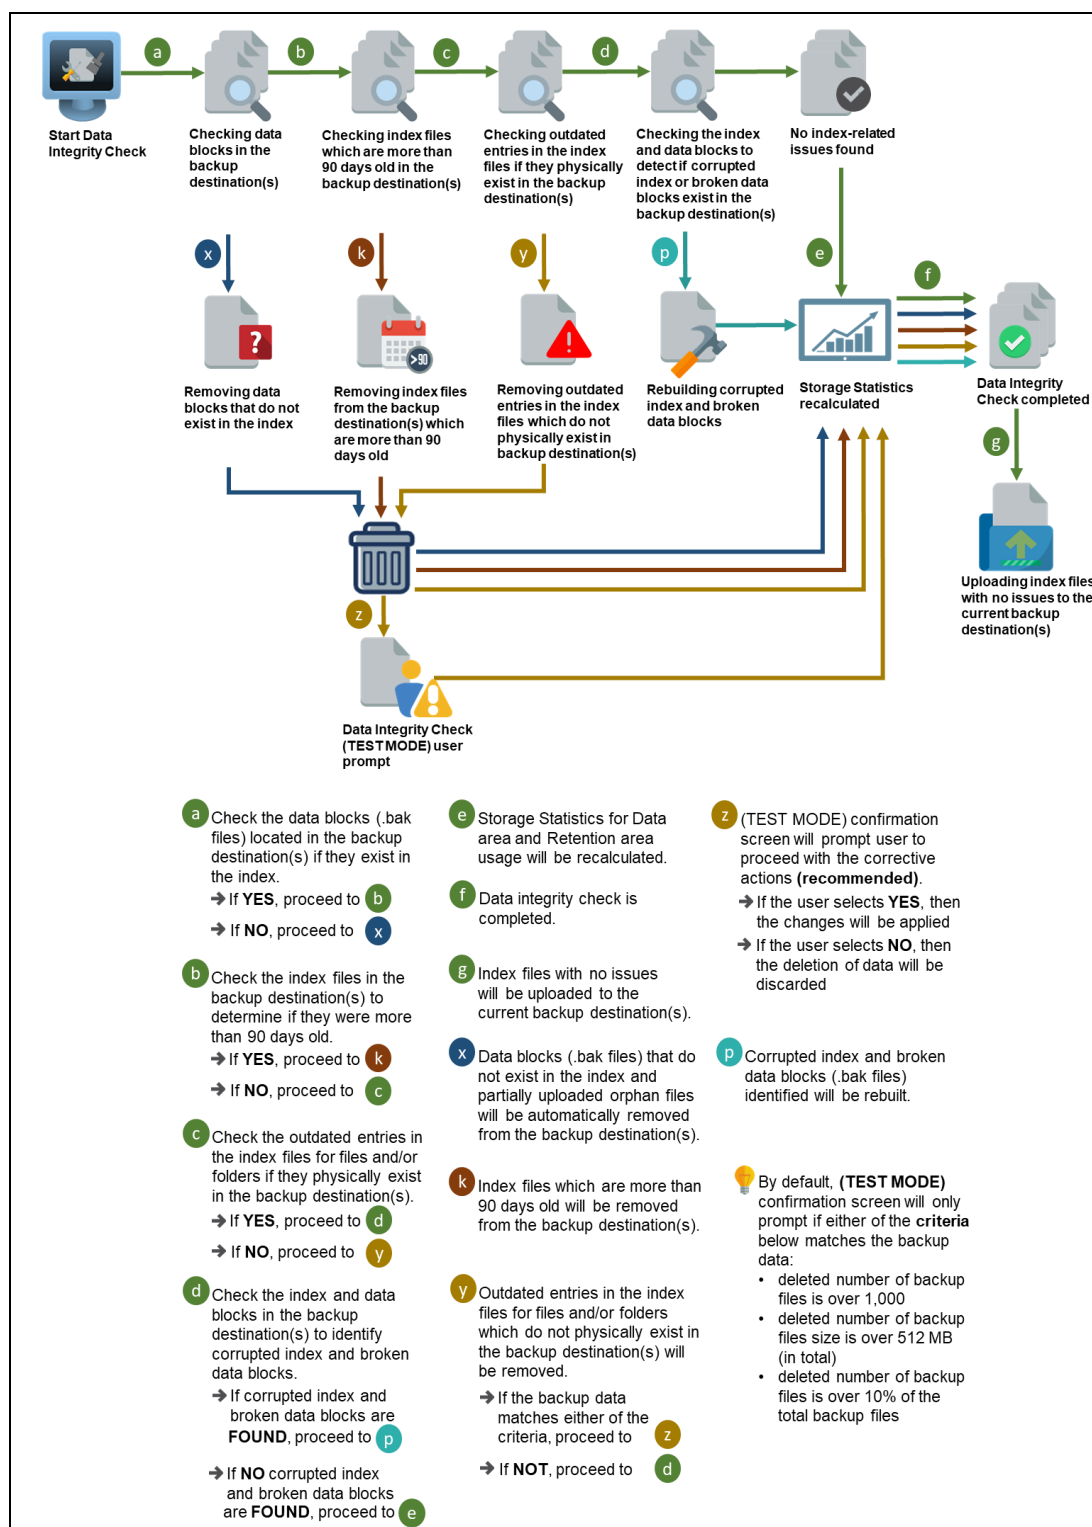 a
b
c
d
Start Data
Integrity Check
Checking data
blocks in the
backup
destination(s)
Checking index files
which are more than
90 days old in the
backup destination(s)
Checking outdated
entries in the index
files if they physically
exist in the backup
destination(s)
Checking the index
and data blocks to
detect if corrupted
index or broken data
blocks exist in the
backup destination(s)
No index-related
issues found
x
k
y
p
e
f
?
>90
Removing data
blocks that do not
exist in the index
Removing index files
from the backup
destination(s) which
are more than 90
days old
Removing outdated
entries in the index
files which do not
physically exist in
backup destination(s)
Rebuilding corrupted
index and broken
data blocks
Storage Statistics
recalculated
Data Integrity
Check completed
g
Uploading index files
with no issues to the
current backup
destination(s)
z
Data Integrity Check
(TEST MODE) user
prompt
a Check the data blocks (.bak
files) located in the backup
destination(s) if they exist in
the index.
➔ If YES, proceed to b
➔ If NO, proceed to x
b Check the index files in the
backup destination(s) to
determine if they were more
than 90 days old.
➔ If YES, proceed to k
➔ If NO, proceed to c
c Check the outdated entries in
the index files for files and/or
folders if they physically exist
in the backup destination(s).
➔ If YES, proceed to d
➔ If NO, proceed to y
d Check the index and data
blocks in the backup
destination(s) to identify
corrupted index and broken
data blocks.
➔ If corrupted index and
broken data blocks are
FOUND, proceed to p
➔ If NO corrupted index
and broken data blocks
are FOUND, proceed to e
e Storage Statistics for Data
area and Retention area
usage will be recalculated.
f Data integrity check is
completed.
g Index files with no issues
will be uploaded to the
current backup destination(s).
x Data blocks (.bak files) that do
not exist in the index and
partially uploaded orphan files
will be automatically removed
from the backup destination(s).
k Index files which are more than
90 days old will be removed
from the backup destination(s).
y Outdated entries in the index
files for files and/or folders
which do not physically exist in
the backup destination(s) will
be removed.
➔ If the backup data
matches either of the
criteria, proceed to z
➔ If NOT, proceed to d
z (TEST MODE) confirmation
screen will prompt user to
proceed with the corrective
actions (recommended).
➔ If the user selects YES, then
the changes will be applied
➔ If the user selects NO, then
the deletion of data will be
discarded
p Corrupted index and broken
data blocks (.bak files)
identified will be rebuilt.
By default, (TEST MODE)
confirmation screen will only
prompt if either of the criteria
below matches the backup
data:
• deleted number of backup
files is over 1,000
• deleted number of backup
files size is over 512 MB
(in total)
• deleted number of backup
files is over 10% of the
total backup files